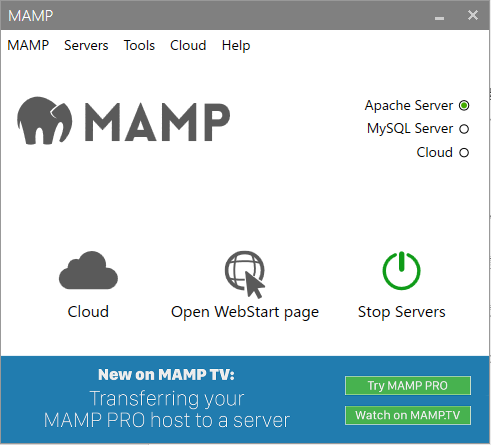 MAMP
MAMP Servers Tools Cloud Help
MAMP
Apache Server
MySQL Server
Cloud
Cloud
Open WebStart page
Stop Servers
New on MAMP TV:
Transferring your
MAMP PRO host to a server
Try MAMP PRO
Watch on MAMP.TV